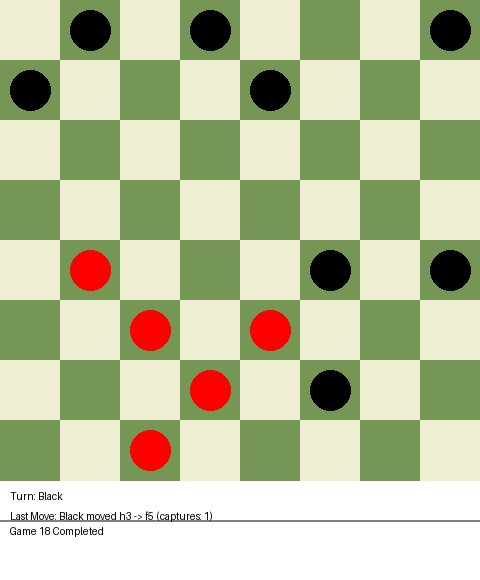 Turn: Black
Last Move: Black moved h3 -> f5 (captures: 1)
Game 18 Completed